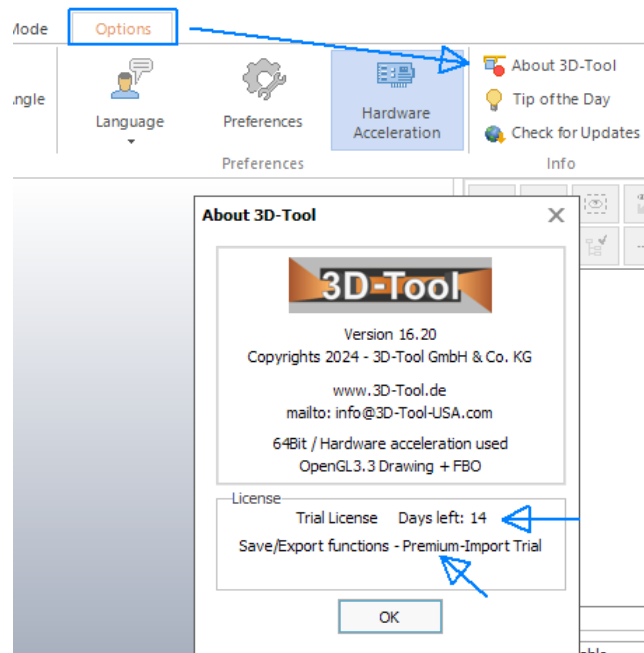 Mode
Options
Angle
Language
Preferences
Hardware
Acceleration
About 3D-Tool
Tip of the Day
Check for Updates
Preferences
Info
About 3D-Tool
3D-Tool
Version 16.20
Copyrights 2024 - 3D-Tool GmbH & Co. KG
www.3D-Tool.de
mailto: info@3D-Tool-USA.com
64Bit / Hardware acceleration used
OpenGL3.3 Drawing + FBO
License
Trial License Days left: 14
Save/Export functions - Premium-Import Trial
OK